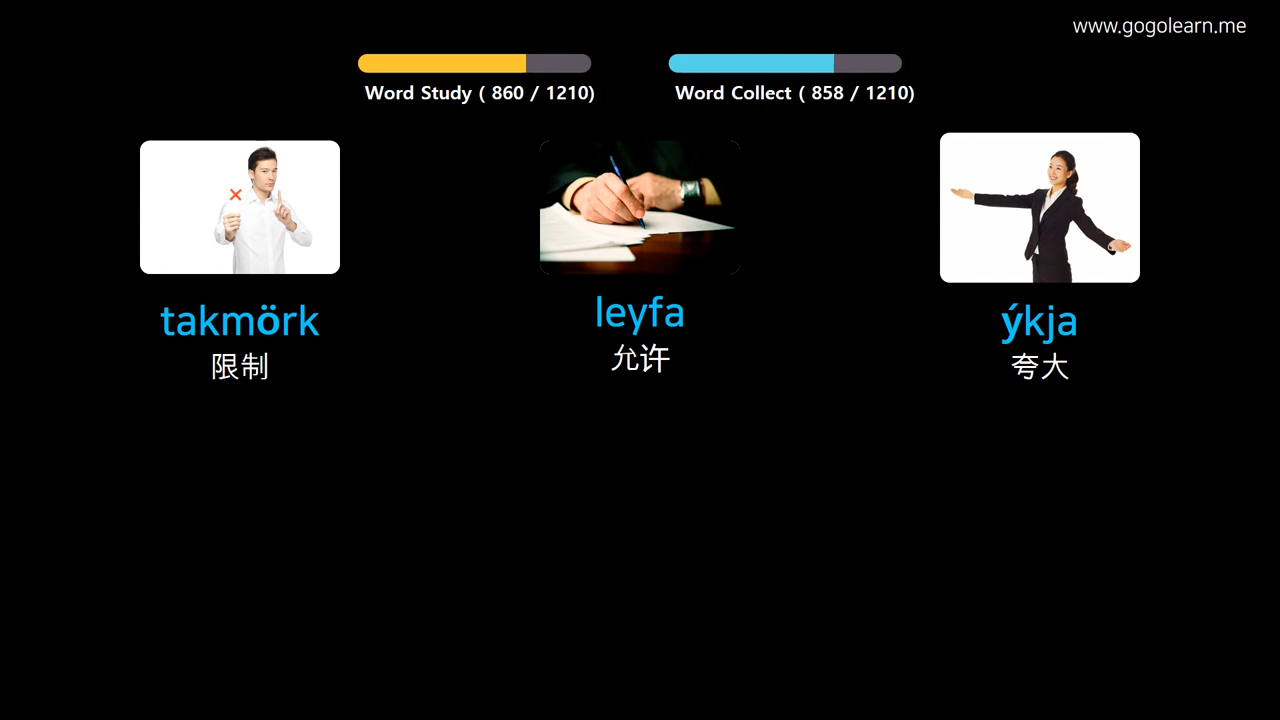 www.gogolearn.me
Word Study ( 860 / 1210)
Word Collect ( 858 / 1210)
takmörk
限制
leyfa
允许
ýkja
夸大